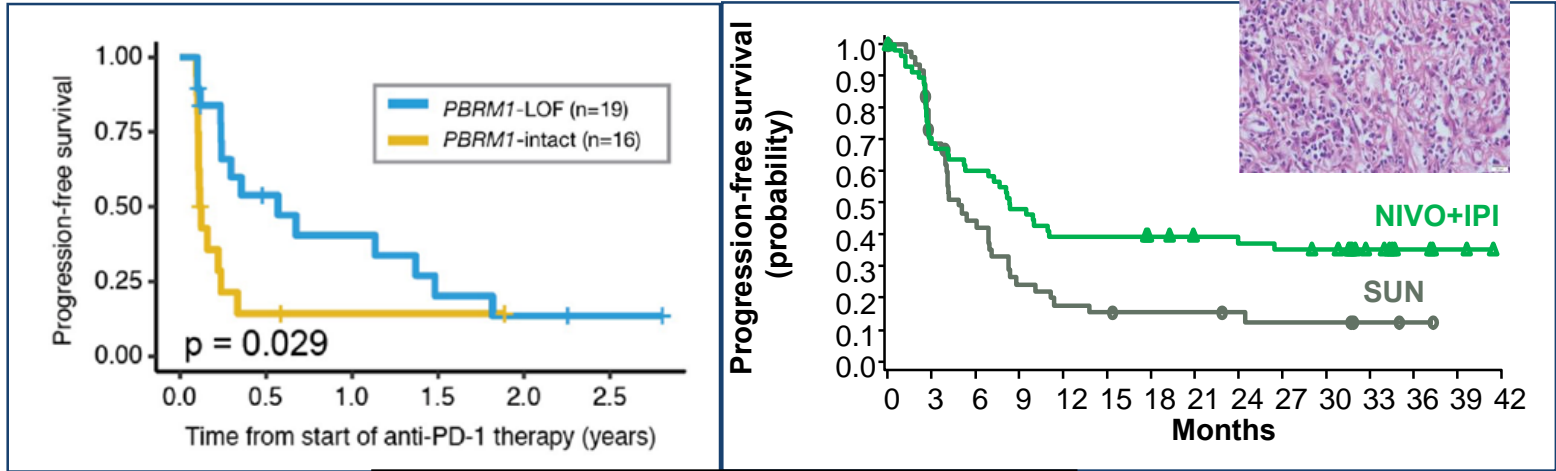 Progression-free survival
1.00
0.75
0.50
0.25
0.00
PBRM1-LOF (n=19)
PBRM1-intact (n=16)
p = 0.029
0.0 0.5 1.0 1.5 2.0 2.5
Time from start of anti-PD-1 therapy (years)
Progression-free survival
(probability)
1.0
0.9
0.8
0.7
0.6
0.5
0.4
0.3
0.2
0.1
0.0
NIVO+IPI
SUN
0 3 6 9 12 15 18 21 24 27 30 33 36 39 42
Months